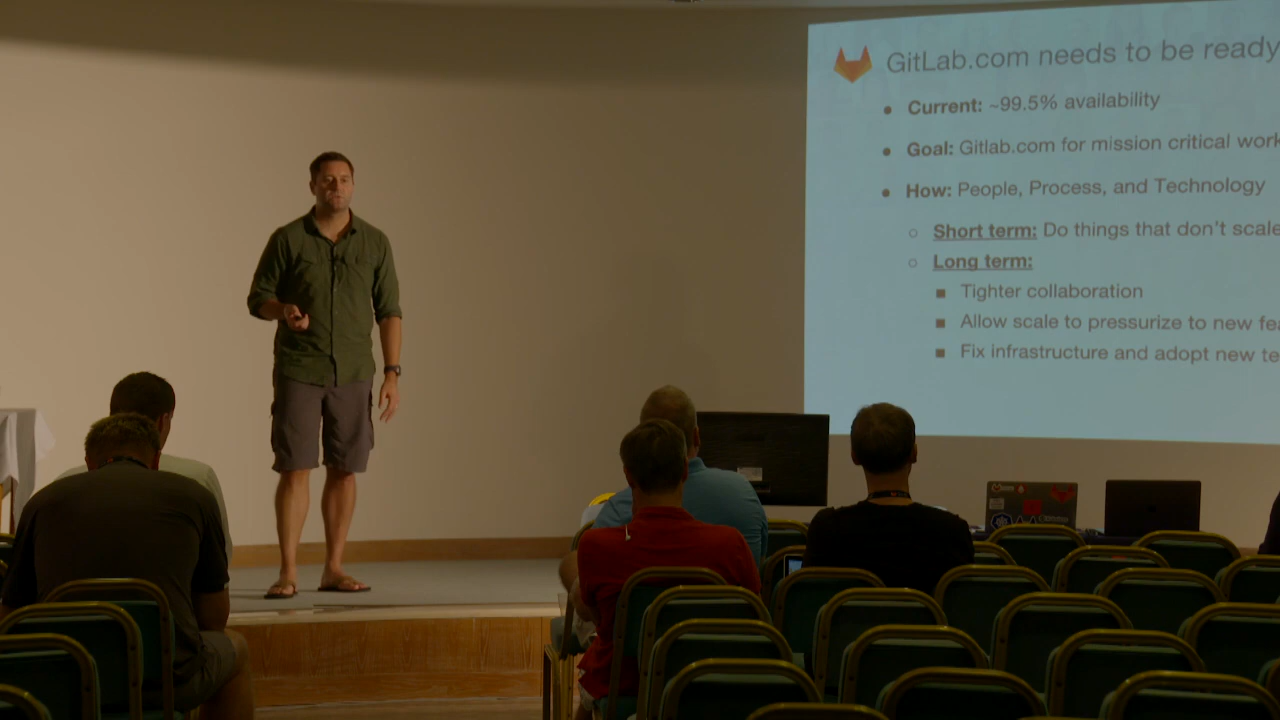 GitLab.com needs to be ready
• Current: ~99.5% availability
• Goal: Gitlab.com for mission critical work
• How: People, Process, and Technology
○ Short term: Do things that don't scale
○ Long term:
■ Tighter collaboration
■ Allow scale to pressurize to new fe
■ Fix infrastructure and adopt new te